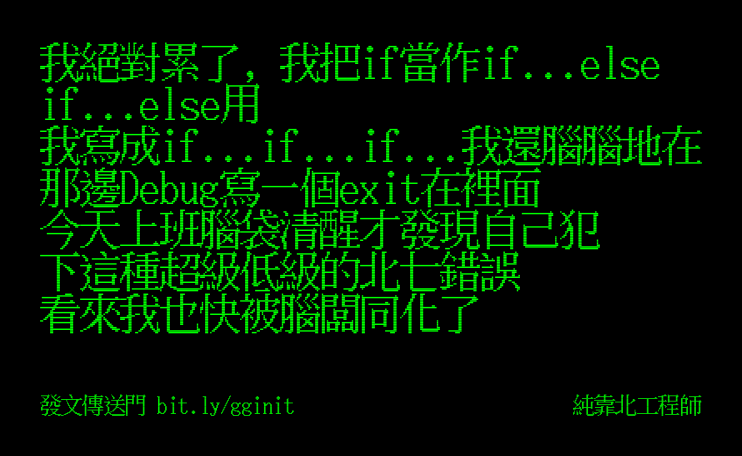 我絕對累了, 我把if當作if...else
if...else用
我寫成if...if...if...我還腦腦地在
那邊Debug寫一個exit在裡面
今天上班腦袋清醒才發現自己犯
下這種超級低級的北七錯誤
看來我也快被腦闆同化了
發文傳送門 bit.ly/gginit
純靠北工程師